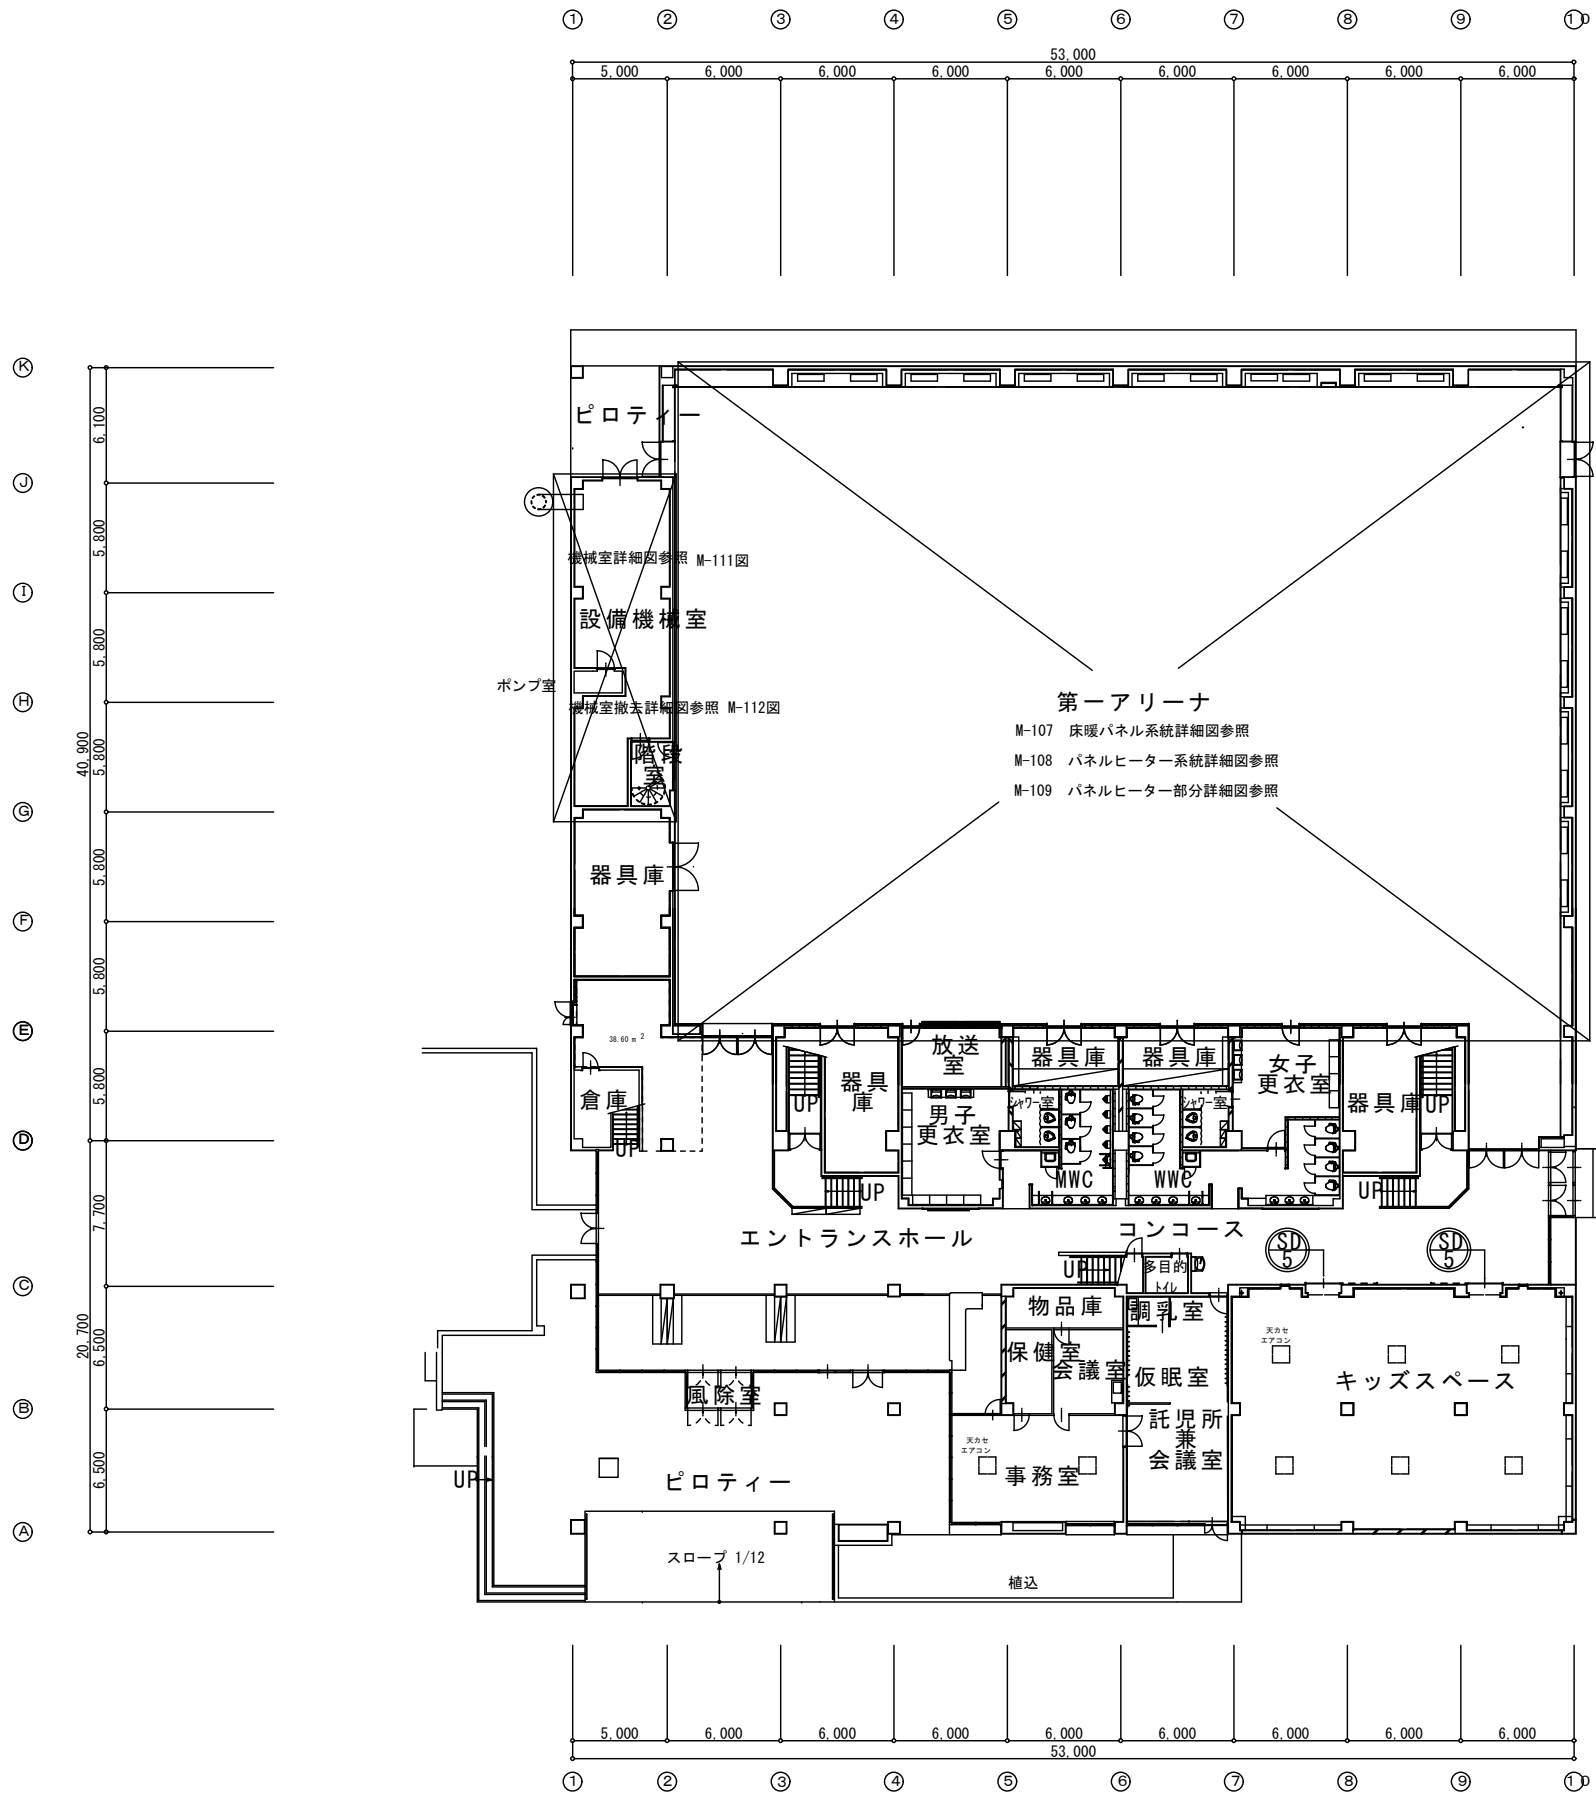 ① ② ③ ④ ⑤ ⑥ ⑦ ⑧ ⑨ 10
53,000
5,000 6,000 6,000 6,000 6,000 6,000 6,000 6,000 6,000
Ⓚ
6,100
ピロティー
Ⓙ
5,800
機械室詳細図参照 M-111図
Ⓘ
設備機械室
5,800
ポンプ室
Ⓗ
機械室撤去詳細図参照 M-112図
第一アリーナ
M-107 床暖パネル系統詳細図参照
M-108 パネルヒーター系統詳細図参照
M-109 パネルヒーター部分詳細図参照
40,900
5,800
階段
室
Ⓖ
5,800
器具庫
Ⓕ
5,800
Ⓔ
38.60 m2
放送
室
器具庫
器具庫
女子
更衣室
5,800
倉庫
UP
UP
器具
庫
男子
更衣室
シャワー室
シャワー室
器具庫
UP
Ⓓ
7,700
UP
MWC
WWC
UP
エントランスホール
コンコース
SD
5
SD
5
UP
多目的
トイレ
Ⓒ
20,700
6,500
物品庫
調乳室
保健室
会議室
仮眠室
天カセ
エアコン
キッズスペース
風除室
Ⓑ
6,500
UP
ピロティー
天カセ
エアコン
事務室
託児所
兼
会議室
Ⓐ
スロープ 1/12
植込
5,000 6,000 6,000 6,000 6,000 6,000 6,000 6,000 6,000
53,000
① ② ③ ④ ⑤ ⑥ ⑦ ⑧ ⑨ 10